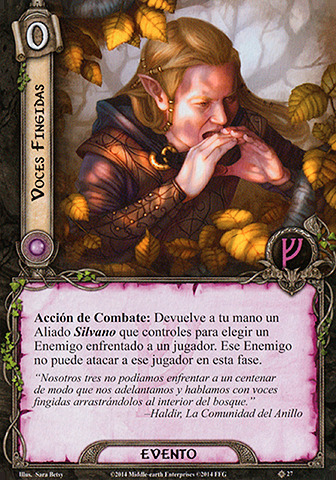 0
VOCES FINGIDAS
Acción de Combate: Devuelve a tu mano un
Aliado Silvano que controles para elegir un
Enemigo enfrentado a un jugador. Ese Enemigo
no puede atacar a ese jugador en esta fase.
“Nosotros tres no podíamos enfrentar a un centenar
de modo que nos adelantamos y hablamos con voces
fingidas arrastrándolos al interior del bosque.”
–Haldir, La Comunidad del Anillo
EVENTO
Illus. Sara Betsy
©2014 Middle-earth Enterprises ©2014 FFG
27